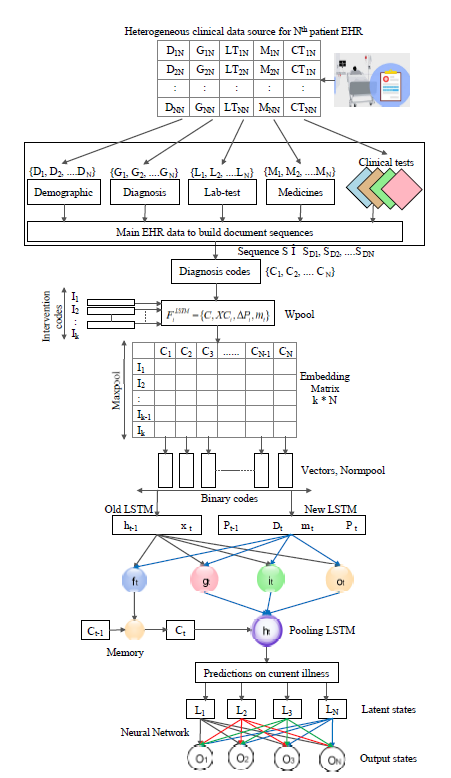 Heterogeneous clinical data source for Nth patient EHR
D1N G1N LT1N M1N CT1N
D2N G2N LT2N M2N CT1N
: : : : :
DNN GNN LTNN MNN CTNN
Clinical tests
{D1, D2, ....DN} {G1, G2, ....GN} {L1, L2, ....LN} {M1, M2, ....MN}
Demographic Diagnosis Lab-test Medicines
Main EHR data to build document sequences
Sequence S Î SD1, SD2, ....SDN
Diagnosis codes {C1, C2, .... CN}
Intervention codes
I1
I2
:
Ik
FtLSTM={C, XCt, ΔPt, mt} Wpool
C1 C2 C3 ...... CN-1 CN
Maxpool
I1
I2
:
Ik-1
Ik
Embedding
Matrix
k * N
Vectors, Normpool
Binary codes
Old LSTM New LSTM
ht-1 xt Pt-1 Dt mt Pt
ft gt it ot
Ct-1 Ct ht Pooling LSTM
Memory
Predictions on current illness
L1 L2 L3 LN Latent states
Neural Network
O1 O2 O3 ON Output states